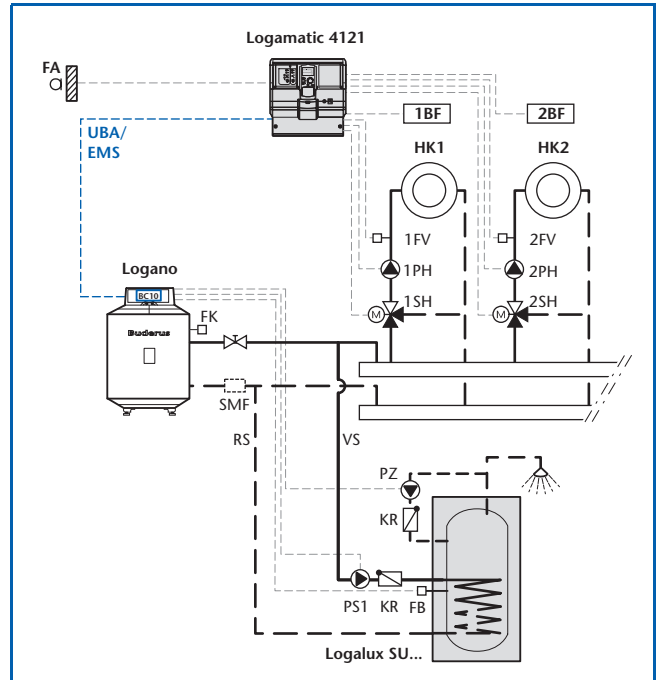 Logamatic 4121
FA
UBA/
EMS
1BF
2BF
HK1
HK2
1FV
2FV
1PH
2PH
1SH
2SH
M
M
Logano
BC10
FK
Buderus
SMF
RS
VS
PZ
KR
PS1
KR
FB
Logalux SU...